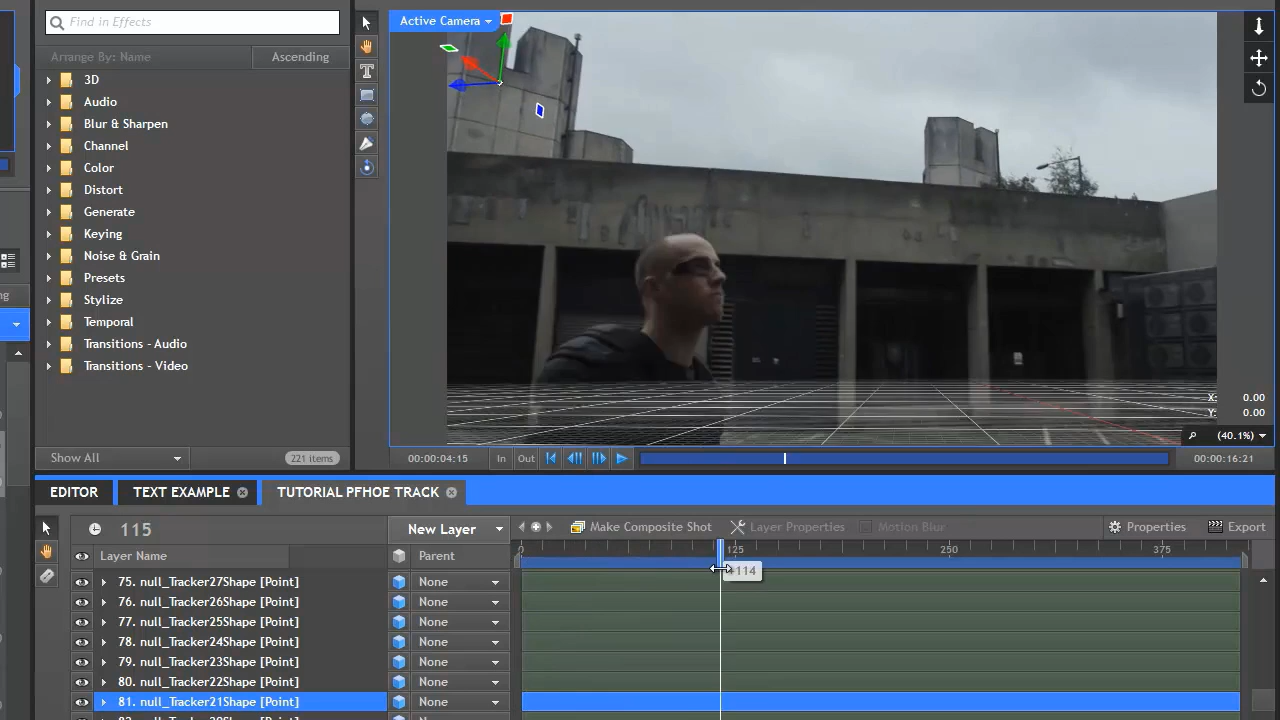 Find in Effects
Arrange By: Name
Ascending
3D
Audio
Blur & Sharpen
Channel
Color
Distort
Generate
Keying
Noise & Grain
Presets
Stylize
Temporal
Transitions - Audio
Transitions - Video
Show All
221 items
Active Camera
X: 0.00
Y: 0.00
(40.1%)
00:00:04:15
In
Out
00:00:16:21
EDITOR
TEXT EXAMPLE
TUTORIAL PFHOE TRACK
115
New Layer
Make Composite Shot
Layer Properties
Motion Blur
Properties
Export
Layer Name
Parent
0
125
250
375
75. null_Tracker27Shape [Point] None
76. null_Tracker26Shape [Point] None
77. null_Tracker25Shape [Point] None
78. null_Tracker24Shape [Point] None
79. null_Tracker23Shape [Point] None
80. null_Tracker22Shape [Point] None
81. null_Tracker21Shape [Point] None